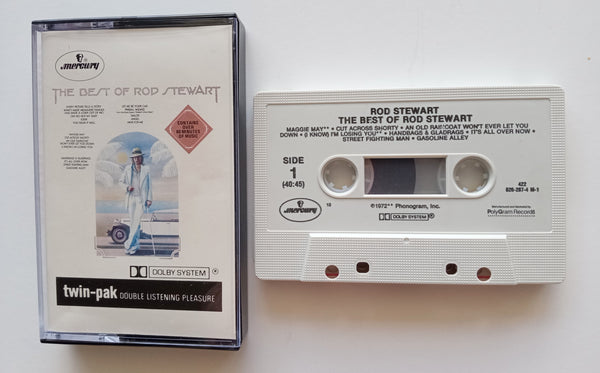 mercury
THE BEST OF ROD STEWART
CONTAINS
OVER
80 MINUTES
OF MUSIC
DOLBY SYSTEM
twin-pak DOUBLE LISTENING PLEASURE
ROD STEWART
THE BEST OF ROD STEWART
MAGGIE MAY** • CUT ACROSS SHORTY • AN OLD RAINCOAT WON'T EVER LET YOU
DOWN • (I KNOW) I'M LOSING YOU** • HANDBAGS & GLADRAGS • IT'S ALL OVER NOW •
STREET FIGHTING MAN • GASOLINE ALLEY
SIDE
1
(40:45)
mercury
18
℗1972** Phonogram, Inc.
DOLBY SYSTEM
422
826-287-4 M-1
Manufactured and Marketed by
PolyGram Records